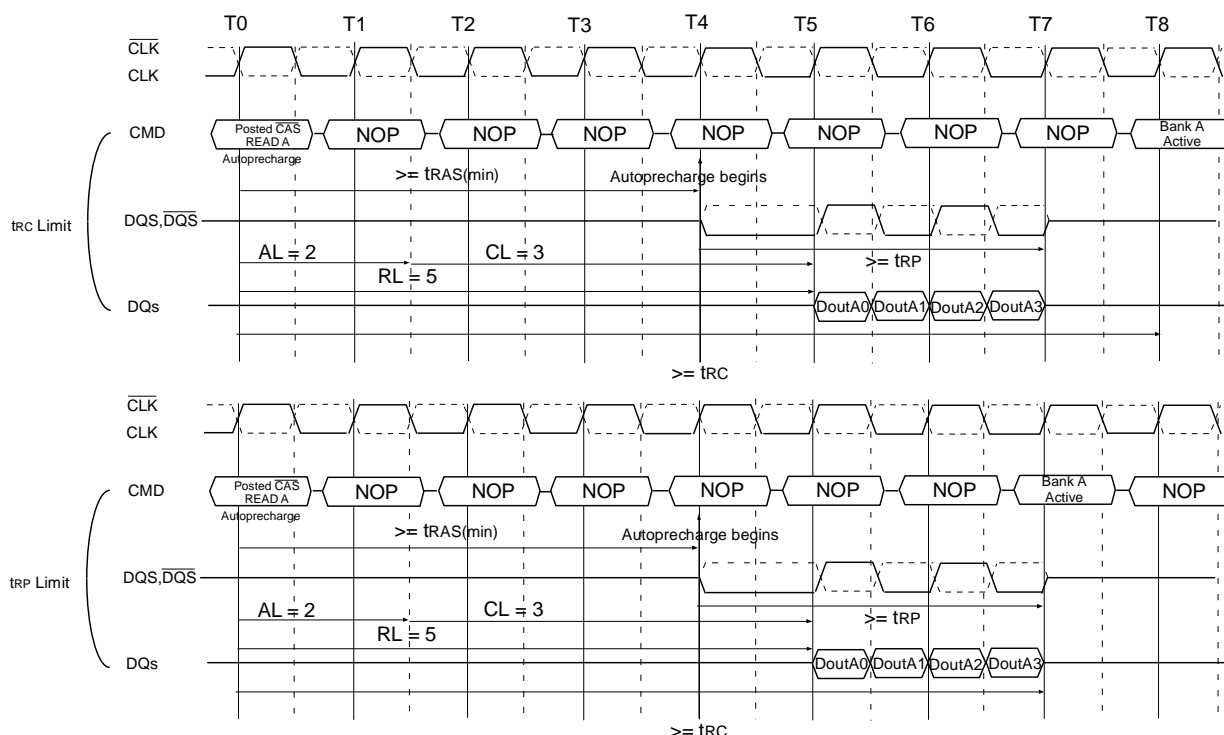 T0 T1 T2 T3 T4 T5 T6 T7 T8
CLK
CLK
CMD
Posted CAS
READ A
NOP NOP NOP NOP NOP NOP NOP
Bank A
Active
Autoprecharge
>= tRAS(min)
Autoprecharge begins
tRC Limit
DQS,DQS
AL = 2
CL = 3
>= tRP
RL = 5
DQs
DoutA0 DoutA1 DoutA2 DoutA3
>= tRC
CLK
CLK
CMD
Posted CAS
READ A
NOP NOP NOP NOP NOP NOP
Bank A
Active
NOP
Autoprecharge
>= tRAS(min)
Autoprecharge begins
tRP Limit
DQS,DQS
AL = 2
CL = 3
>= tRP
RL = 5
DQs
DoutA0 DoutA1 DoutA2 DoutA3
>= tRC